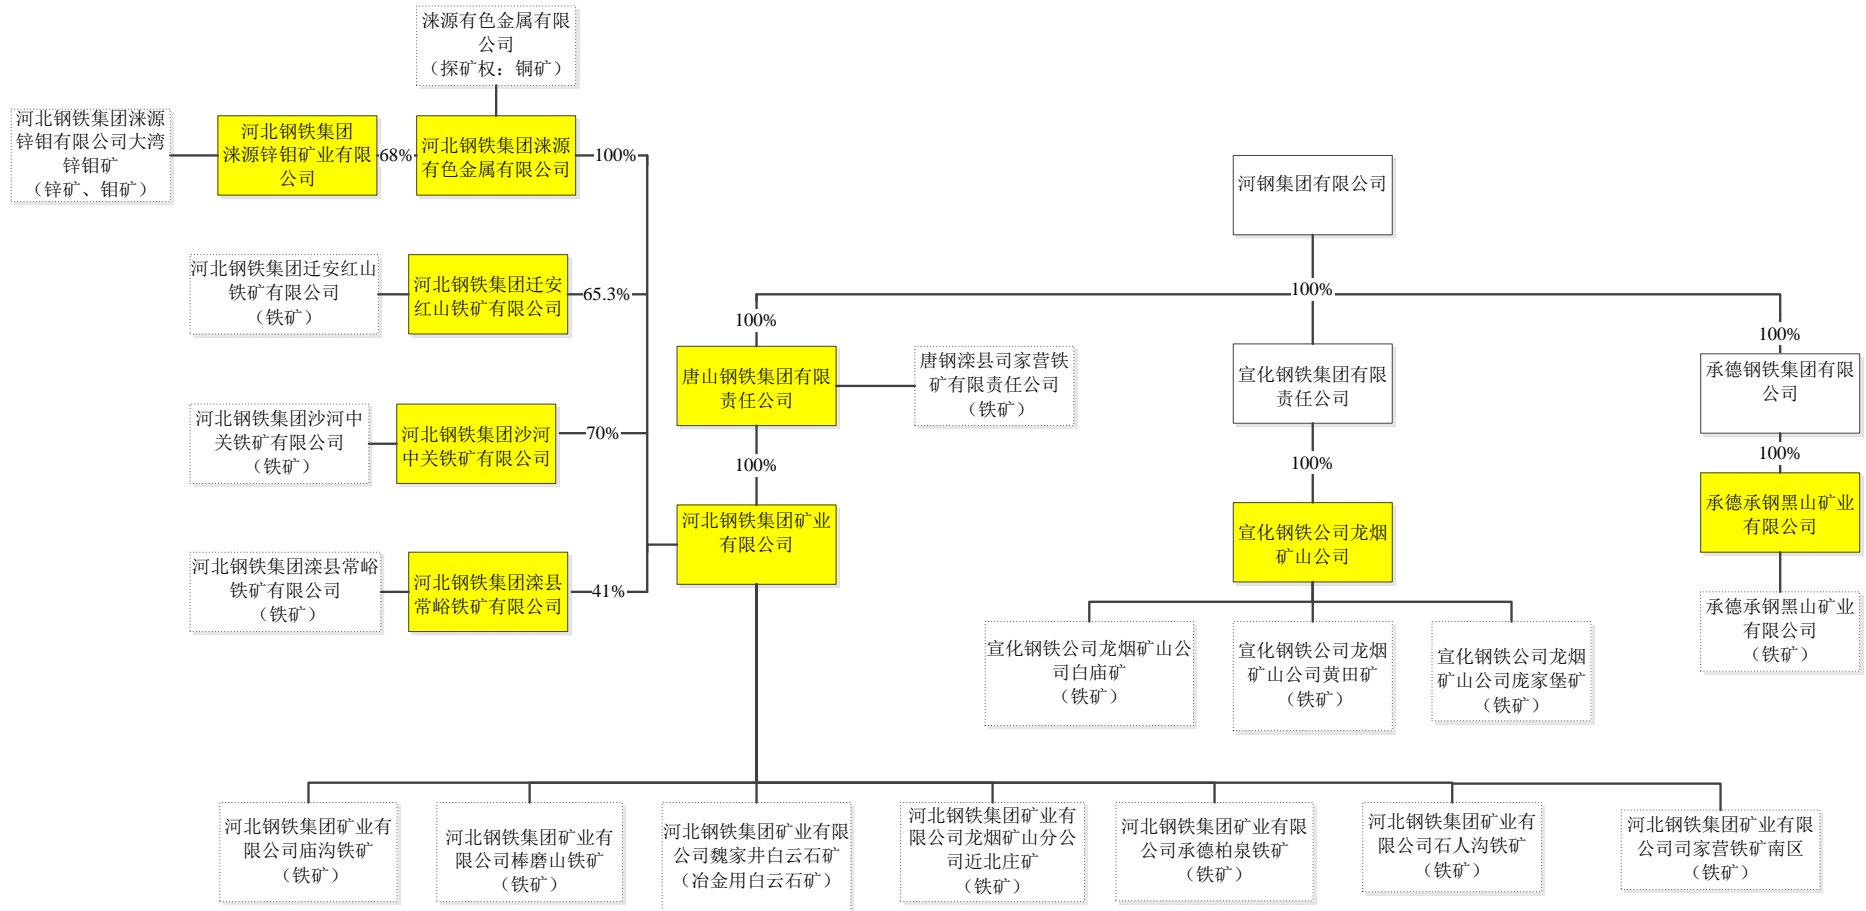 涞源有色金属有限
公司
（探矿权：铜矿）
河北钢铁集团涞源
锌钼有限公司大湾
锌钼矿
（锌矿、钼矿）
河北钢铁集团
涞源锌钼矿业有限
公司
68%
河北钢铁集团涞源
有色金属有限公司
100%
河钢集团有限公司
河北钢铁集团迁安红山
铁矿有限公司
（铁矿）
河北钢铁集团迁安
红山铁矿有限公司
65.3%
100%
100%
100%
唐山钢铁集团有限
责任公司
唐钢滦县司家营铁
矿有限责任公司
（铁矿）
宣化钢铁集团有限
责任公司
承德钢铁集团有限
公司
河北钢铁集团沙河中
关铁矿有限公司
（铁矿）
河北钢铁集团沙河
中关铁矿有限公司
70%
100%
100%
100%
河北钢铁集团矿业
有限公司
宣化钢铁公司龙烟
矿山公司
承德承钢黑山矿业
有限公司
河北钢铁集团滦县常峪
铁矿有限公司
（铁矿）
河北钢铁集团滦县
常峪铁矿有限公司
41%
宣化钢铁公司龙烟矿山公
司白庙矿
（铁矿）
宣化钢铁公司龙烟
矿山公司黄田矿
（铁矿）
宣化钢铁公司龙烟
矿山公司庞家堡矿
（铁矿）
承德承钢黑山矿业
有限公司
（铁矿）
河北钢铁集团矿业有
限公司庙沟铁矿
（铁矿）
河北钢铁集团矿业有
限公司棒磨山铁矿
（铁矿）
河北钢铁集团矿业有限
公司魏家井白云石矿
（冶金用白云石矿）
河北钢铁集团矿业有
限公司龙烟矿山分公
司近北庄矿
（铁矿）
河北钢铁集团矿业有限
公司承德柏泉铁矿
（铁矿）
河北钢铁集团矿业有
限公司石人沟铁矿
（铁矿）
河北钢铁集团矿业有限
公司司家营铁矿南区
（铁矿）